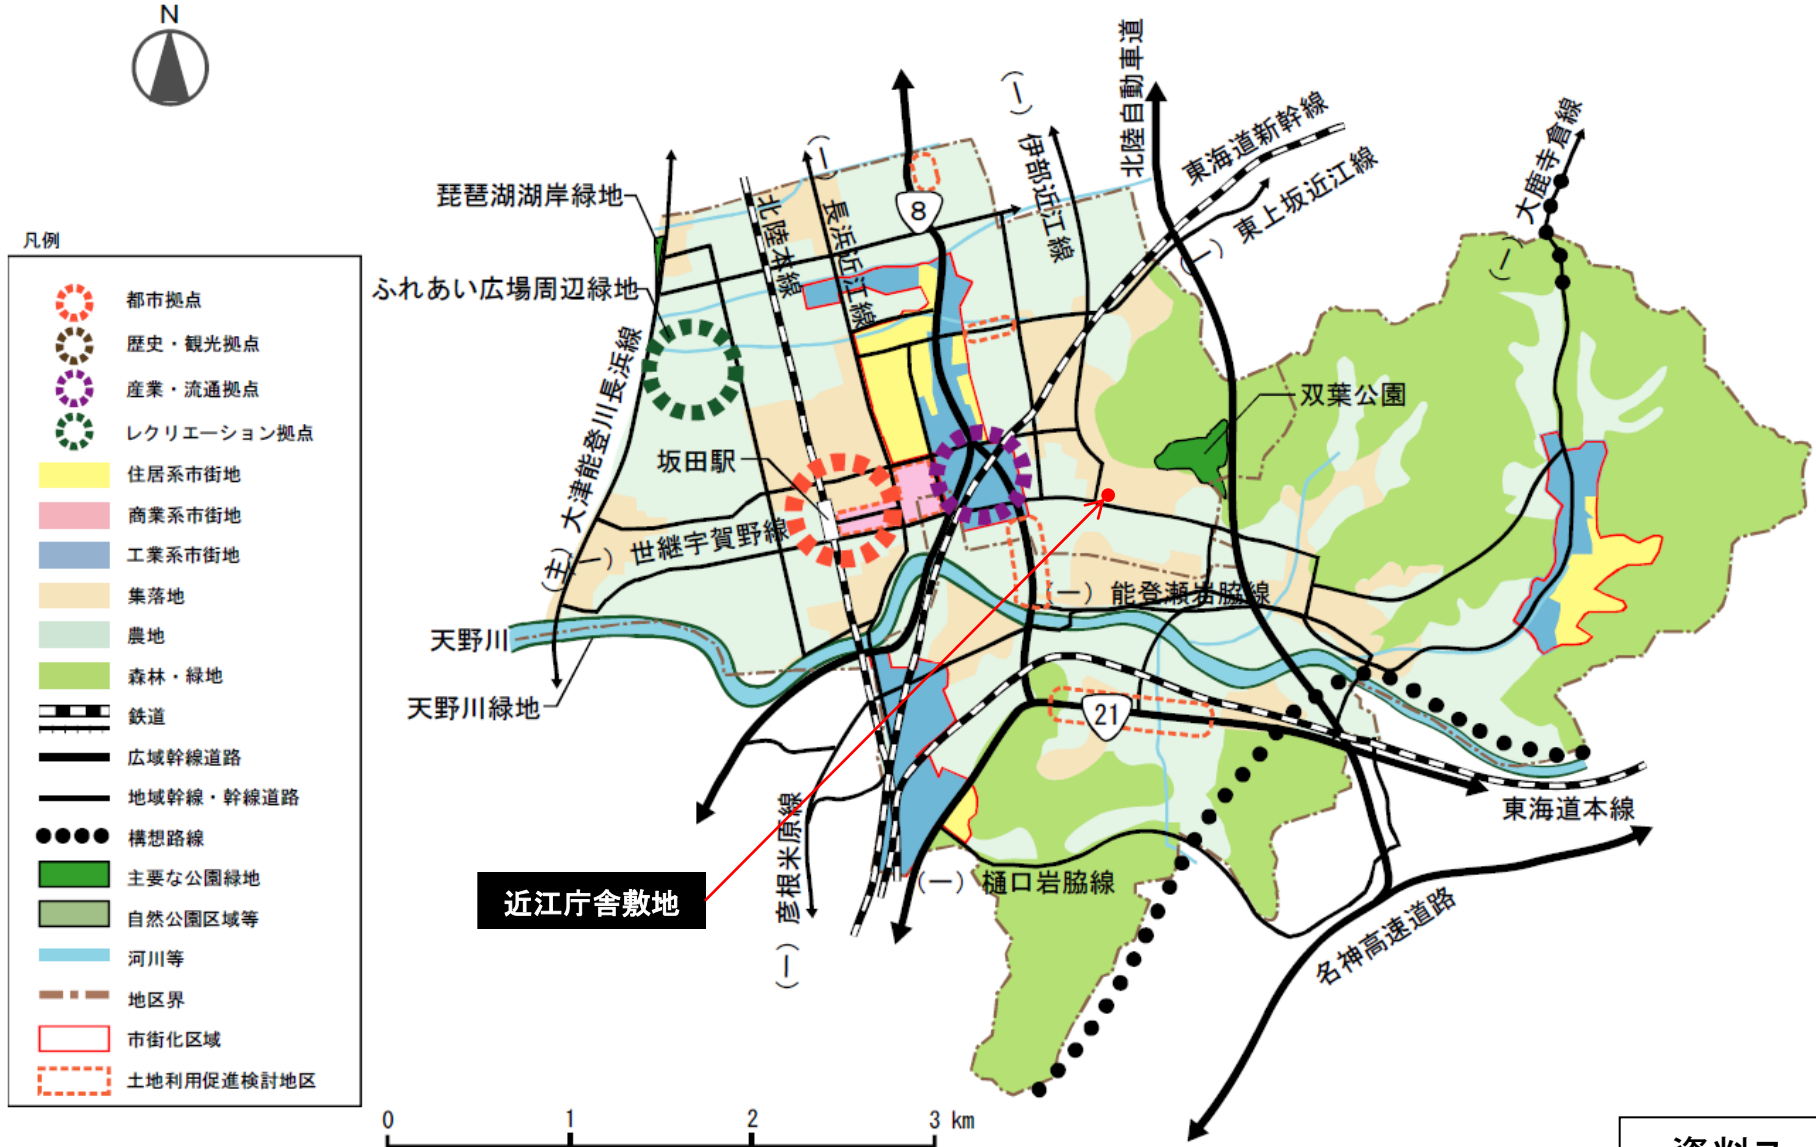 N
凡例
都市拠点
歴史・観光拠点
産業・流通拠点
レクリエーション拠点
住居系市街地
商業系市街地
工業系市街地
集落地
農地
森林・緑地
鉄道
広域幹線道路
地域幹線・幹線道路
構想路線
主要な公園緑地
自然公園区域等
河川等
地区界
市街化区域
土地利用促進検討地区
琵琶湖湖岸緑地
ふれあい広場周辺緑地
(主) 大津能登川長浜線
北陸本線
(一) 長浜近江線
8
(一) 伊部近江線
北陸自動車道
東海道新幹線
(一) 東上坂近江線
(一) 大鹿寺倉線
双葉公園
坂田駅
(一) 世継宇賀野線
(一) 能登瀬岩脇線
天野川
天野川緑地
21
東海道本線
(一) 彦根米原線
近江庁舎敷地
(一) 樋口岩脇線
名神高速道路
0 1 2 3 km